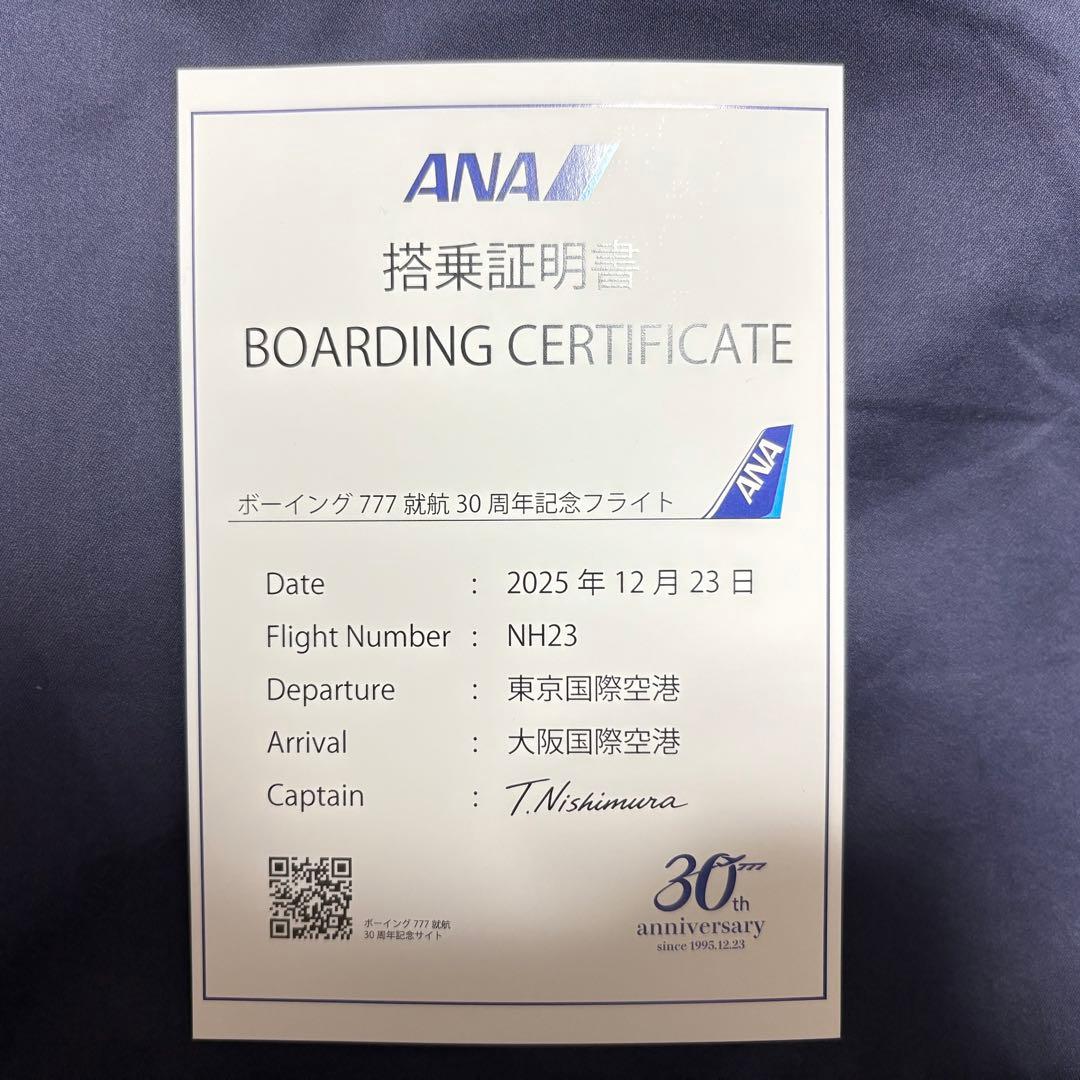 ANA
搭乗証明書
BOARDING CERTIFICATE
ANA
ボーイング 777 就航 30 周年記念フライト
Date : 2025 年 12 月 23 日
Flight Number : NH23
Departure : 東京国際空港
Arrival : 大阪国際空港
Captain : T.Nishimura
ボーイング 777 就航
30 周年記念サイト
30th
777
anniversary
since 1995.12.23